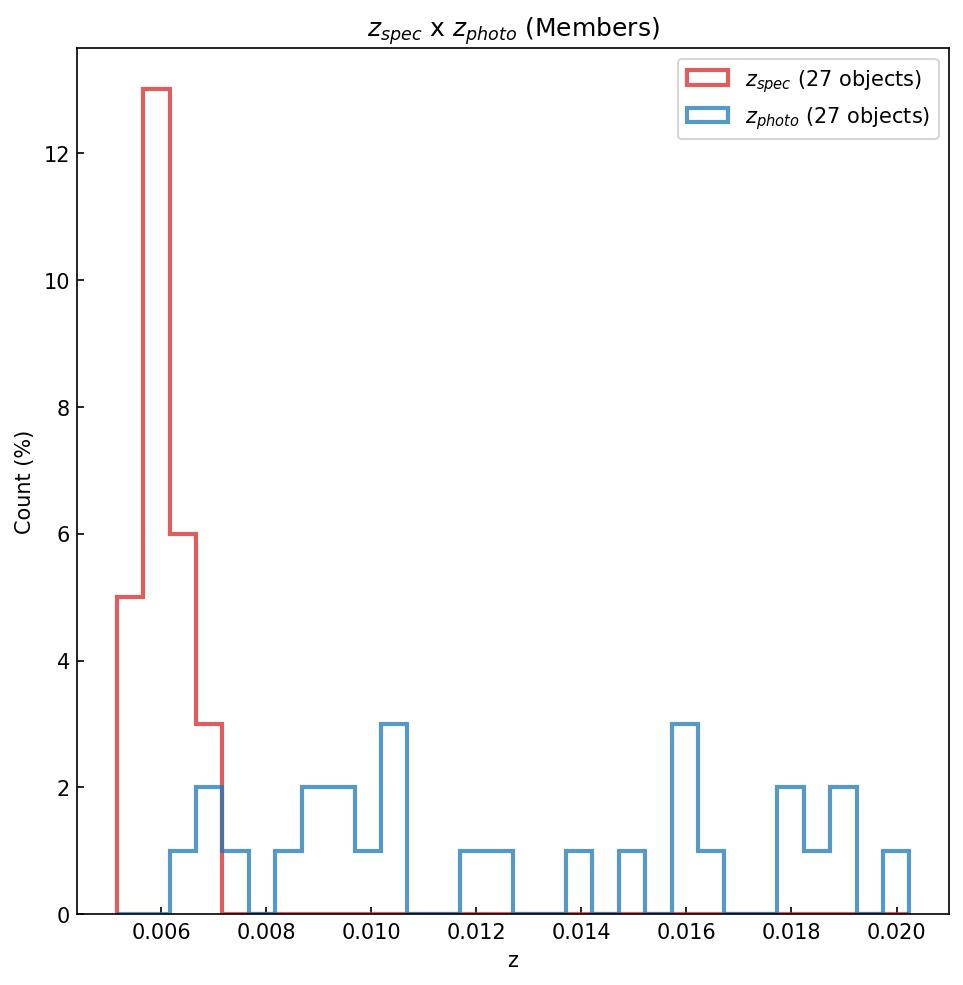 z_spec x z_photo (Members)
z_spec (27 objects)
z_photo (27 objects)
Count (%)
12
10
8
6
4
2
0
0.006 0.008 0.010 0.012 0.014 0.016 0.018 0.020
z